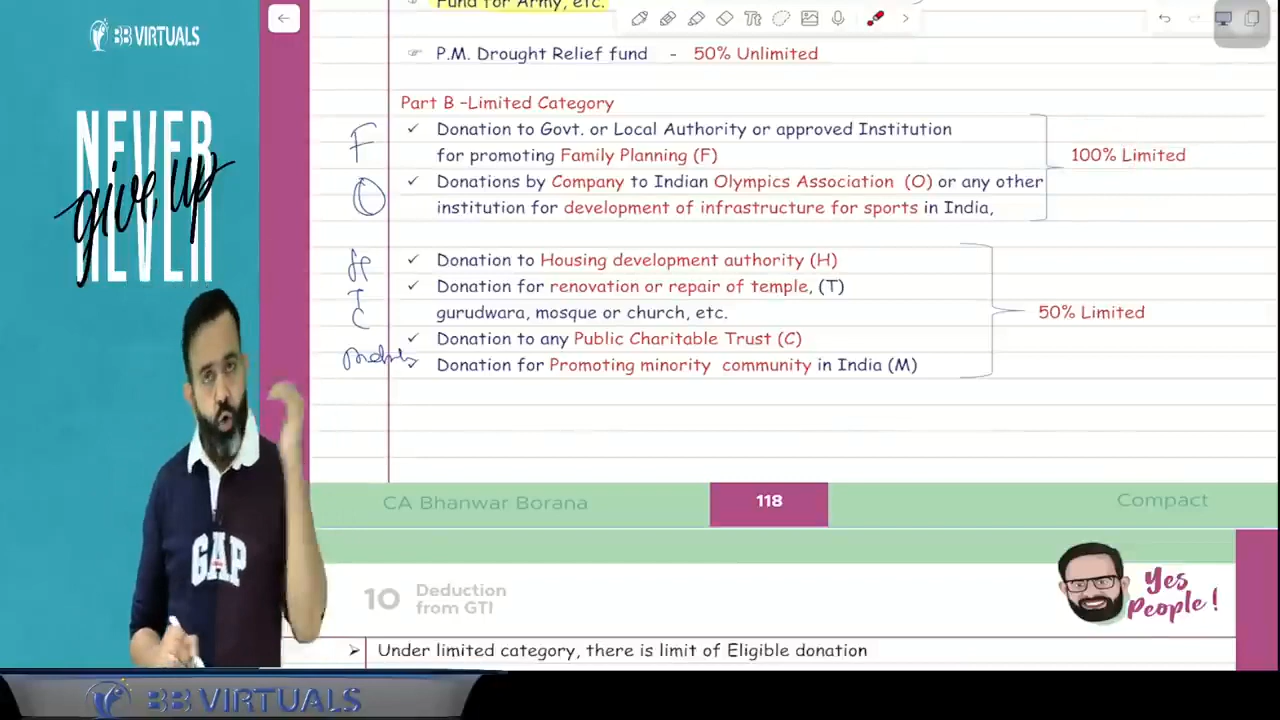 BB VIRTUALS
NEVER
give up
NEVER
Fund for Army, etc.
P.M. Drought Relief fund - 50% Unlimited
Part B –Limited Category
F
✓ Donation to Govt. or Local Authority or approved Institution
for promoting Family Planning (F)
100% Limited
O
✓ Donations by Company to Indian Olympics Association (O) or any other
institution for development of infrastructure for sports in India,
H
✓ Donation to Housing development authority (H)
T
✓ Donation for renovation or repair of temple, (T)
C
gurudwara, mosque or church, etc.
50% Limited
✓ Donation to any Public Charitable Trust (C)
✓ Donation for Promoting minority community in India (M)
CA Bhanwar Borana
118
Compact
10
Deduction
from GTI
Yes
People!
➢ Under limited category, there is limit of Eligible donation
GAP
BB VIRTUALS